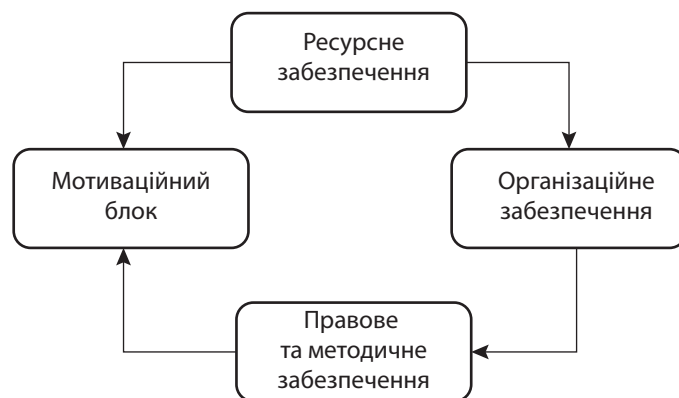 Ресурсне
забезпечення
Мотиваційний
блок
Організаційне
забезпечення
Правове
та методичне
забезпечення